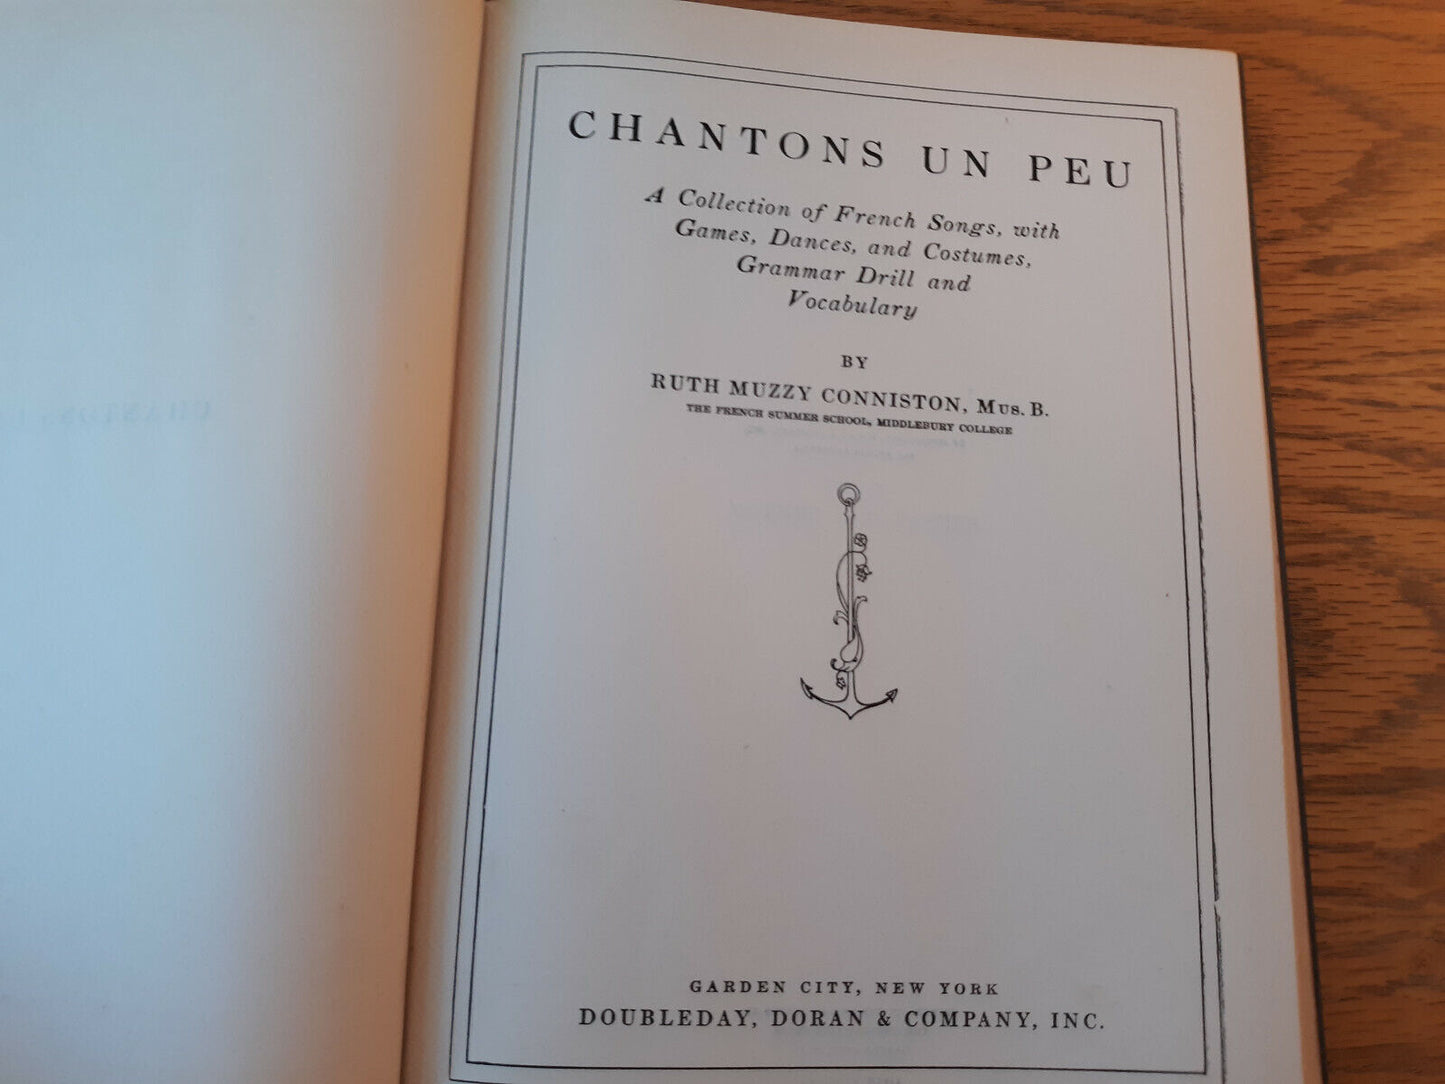 CHANTONS UN PEU
A Collection of French Songs, with
Games, Dances, and Costumes,
Grammar Drill and
Vocabulary
BY
RUTH MUZZY CONNISTON, MUS. B.
THE FRENCH SUMMER SCHOOL, MIDDLEBURY COLLEGE
GARDEN CITY, NEW YORK
DOUBLEDAY, DORAN & COMPANY, INC.